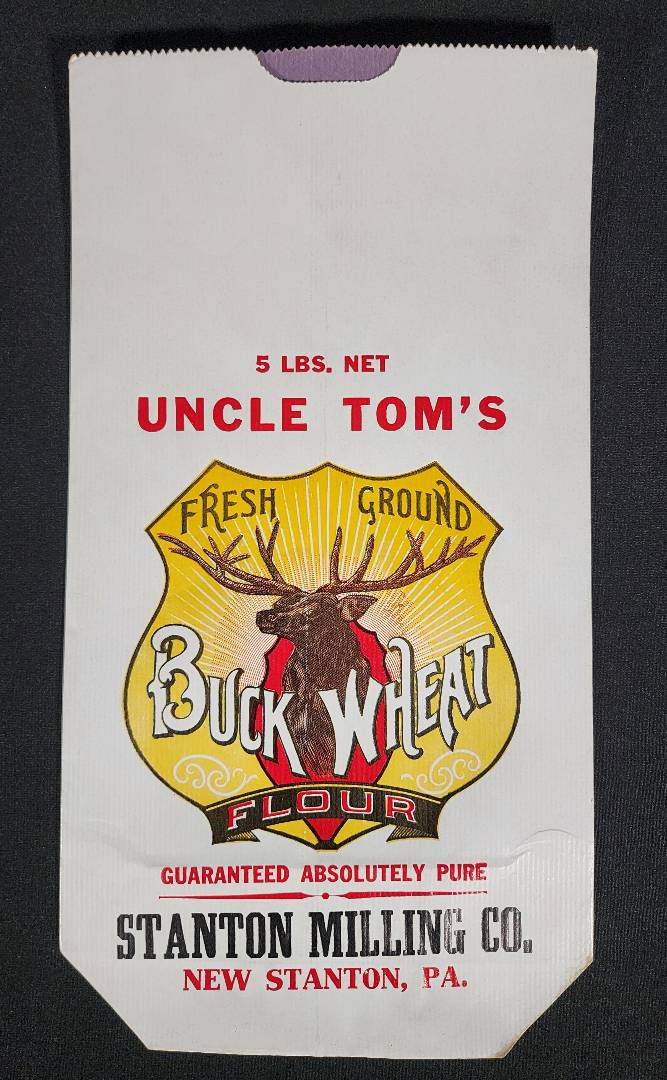 5 LBS. NET
UNCLE TOM'S
FRESH GROUND
BUCK WHEAT
FLOUR
GUARANTEED ABSOLUTELY PURE
STANTON MILLING CO.
NEW STANTON, PA.